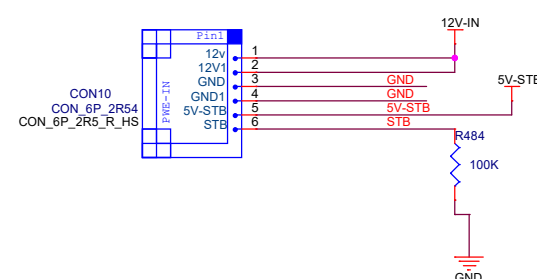 12V-IN
Pin1
12v 1
12V1 2
GND 3 GND
GND1 4 GND
5V-STB 5 5V-STB
STB 6 STB
5V-STB
PWE-IN
CON10
CON_6P_2R54
CON_6P_2R5_R_HS
R484
100K
GND